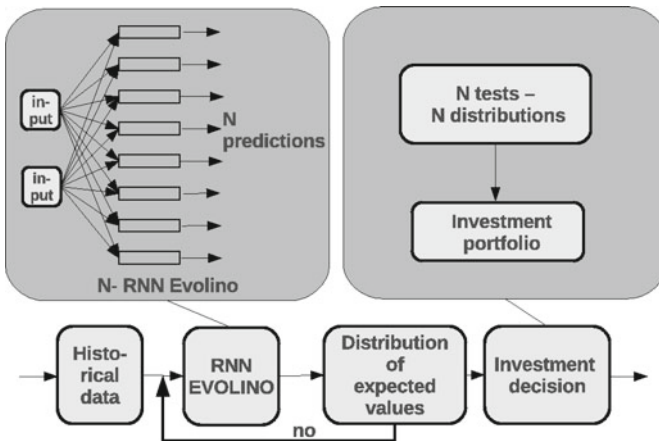 in-
put
in-
put
N
predictions
N- RNN Evolino
N tests –
N distributions
Investment
portfolio
Histo-
rical
data
RNN
EVOLINO
Distribution
of
expected
values
Investment
decision
no